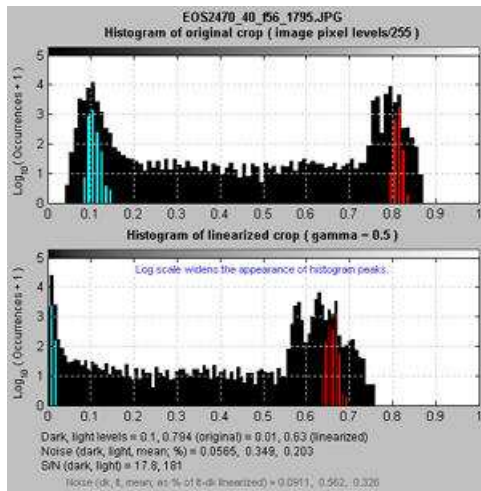 EOS2470_40_f56_1795.JPG
Histogram of original crop ( image pixel levels/255 )
Log10 ( Occurrences + 1 )
5
4
3
2
1
0
0 0.1 0.2 0.3 0.4 0.5 0.6 0.7 0.8 0.9 1
Histogram of linearized crop ( gamma = 0.5 )
Log scale widens the appearance of histogram peaks.
Log10 ( Occurrences + 1 )
5
4
3
2
1
0
0 0.1 0.2 0.3 0.4 0.5 0.6 0.7 0.8 0.9 1
Dark, light levels = 0.1, 0.794 (original) = 0.01, 0.63 (linearized)
Noise (dark, light, mean; %) = 0.0565, 0.349, 0.203
S/N (dark, light) = 17.8, 181
Noise (dk, lt, mean; as % of lt-dk linearized) = 0.0911, 0.562, 0.326